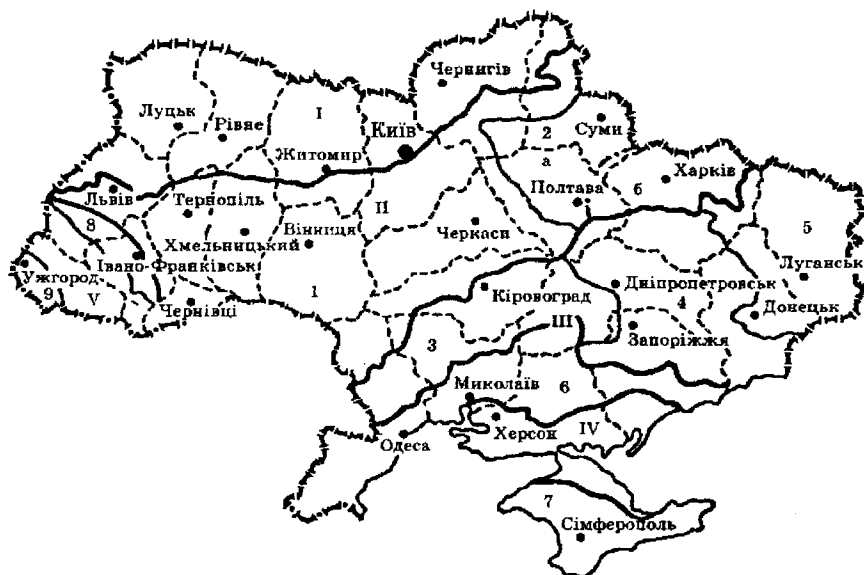 Чернигів
I
2
Суми
Луцьк
Рівне
Київ
а
Харків
Житомир
Полтава
б
Львів
Тернопіль
II
5
8
Вінниця
Черкаси
Хмельницький
Луганськ
Ужгород
Івано-Франківськ
Дніпропетровськ
9
V
Чернівці
1
Кіровоград
4
Донецьк
III
Запоріжжя
3
Миколаїв
6
Одеса
Херсон
IV
7
Сімферополь